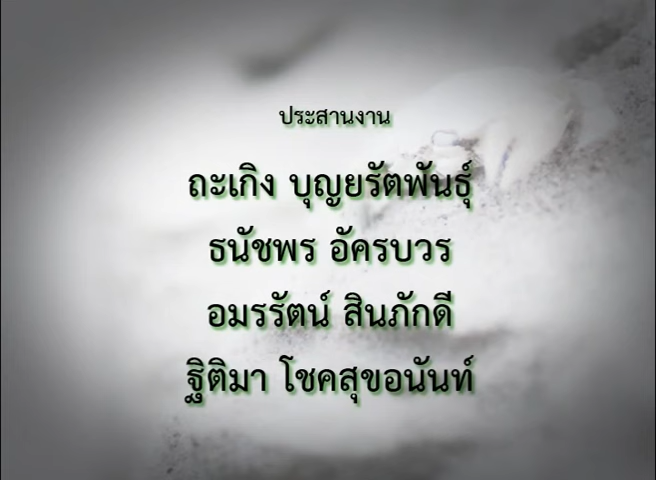 ประสานงาน
ถะเกิง บุญยรัตพันธุ์
ธนัชพร อัครบวร
อมรรัตน์ สินภักดี
ฐิติมา โชคสุขอนันท์